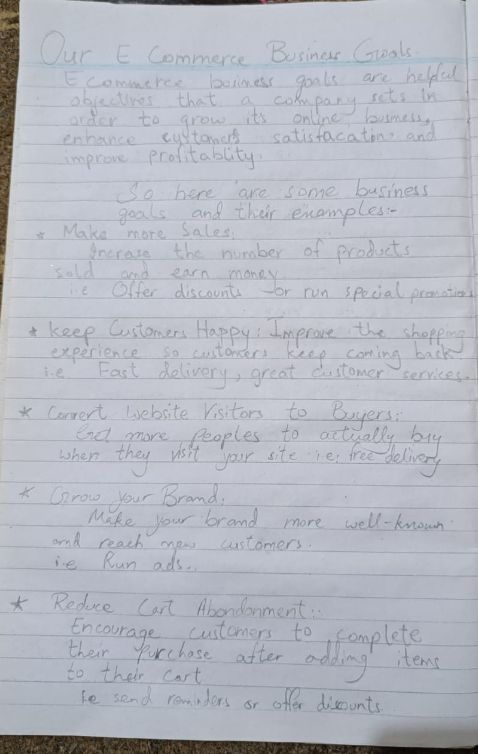 Our E Commerce Business Goals.
E Commerce business goals are helpful
objectives that a company sets in
order to grow its online business,
enhance customers satisfacation and
improve Profitablity.
So here are some business
goals and their examples:-
* Make more Sales:
Increase the number of products
sold and earn money
i.e Offer discounts or run special promotions
* keep Customers Happy: Improve the shopping
experience so customers keep coming back
i.e Fast delivery, great customer services.
* Convert Website Visitors to Buyers:
more peoples to actually buy
when they visit your site i.e, free delivery
* Grow Your Brand.
Make your brand more well-known
and reach new customers.
i.e Run ads.
* Reduce Cart Abondonment:
Encourage customers to complete
their purchase after adding items
to their cart
i.e send reminders or offer discounts.